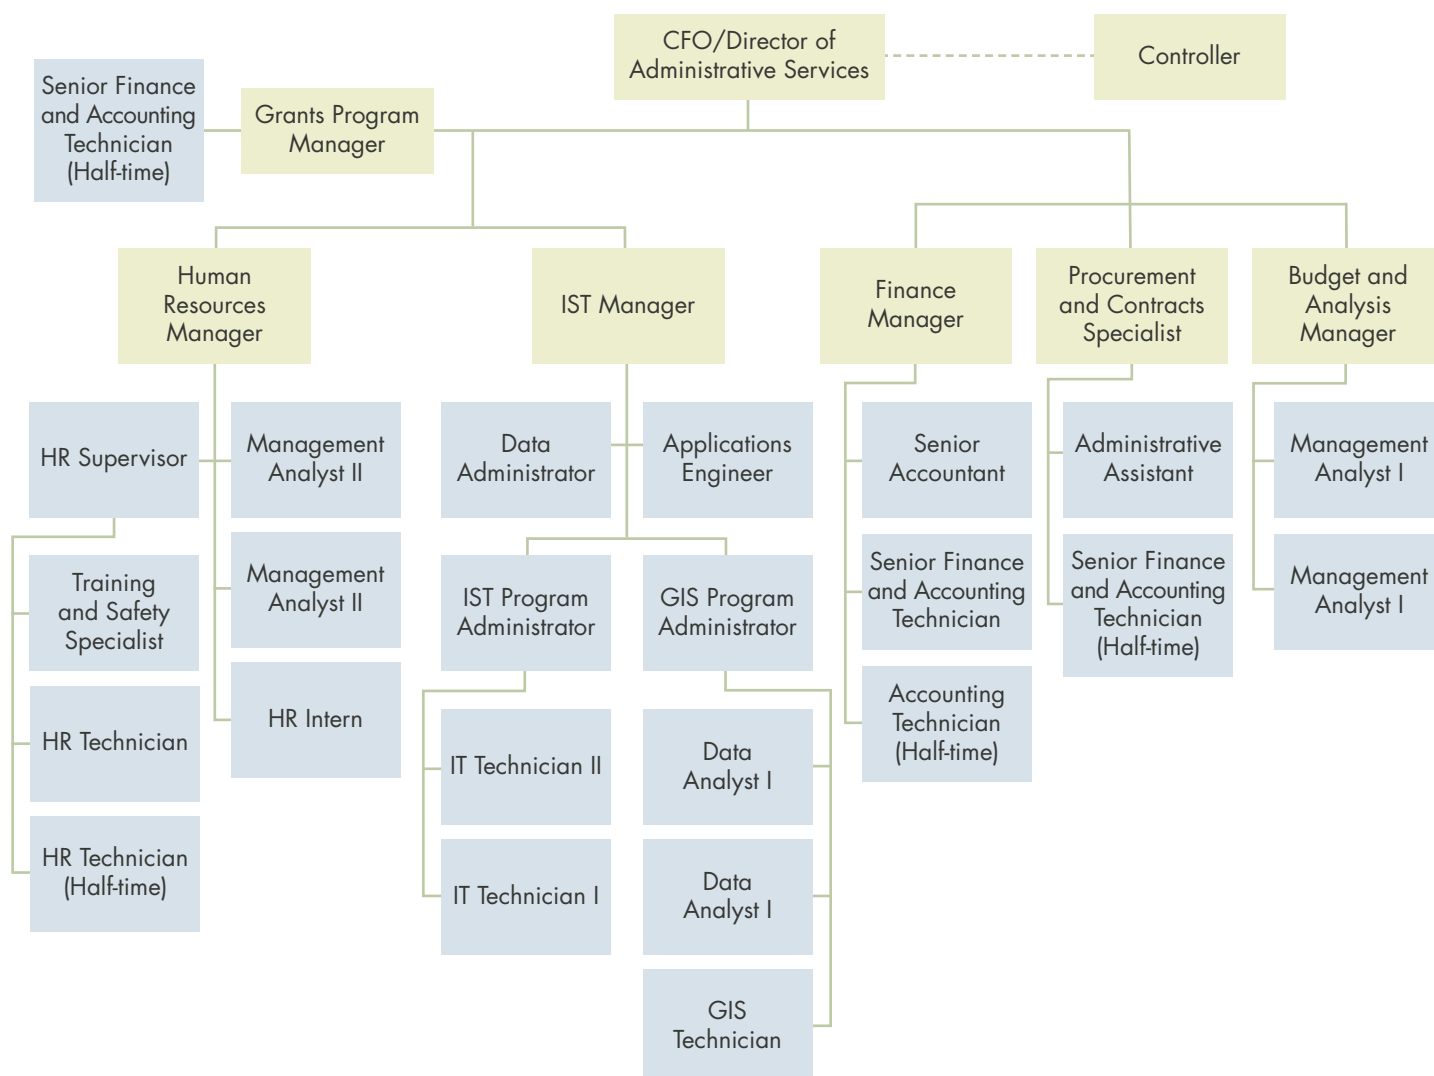 CFO/Director of
Administrative Services
Controller
Senior Finance
and Accounting
Technician
(Half-time)
Grants Program
Manager
Human
Resources
Manager
IST Manager
Finance
Manager
Procurement
and Contracts
Specialist
Budget and
Analysis
Manager
HR Supervisor
Management
Analyst II
Data
Administrator
Applications
Engineer
Senior
Accountant
Administrative
Assistant
Management
Analyst I
Training
and Safety
Specialist
Management
Analyst II
IST Program
Administrator
GIS Program
Administrator
Senior Finance
and Accounting
Technician
Senior Finance
and Accounting
Technician
(Half-time)
Management
Analyst I
HR Technician
HR Intern
IT Technician II
Data
Analyst I
Accounting
Technician
(Half-time)
HR Technician
(Half-time)
IT Technician I
Data
Analyst I
GIS
Technician